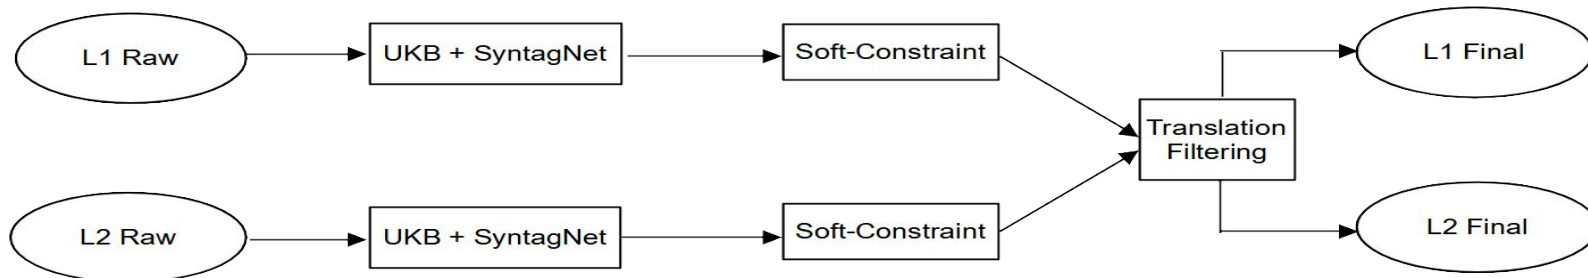 L1 Raw
UKB + SyntagNet
Soft-Constraint
L1 Final
Translation
Filtering
L2 Raw
UKB + SyntagNet
Soft-Constraint
L2 Final